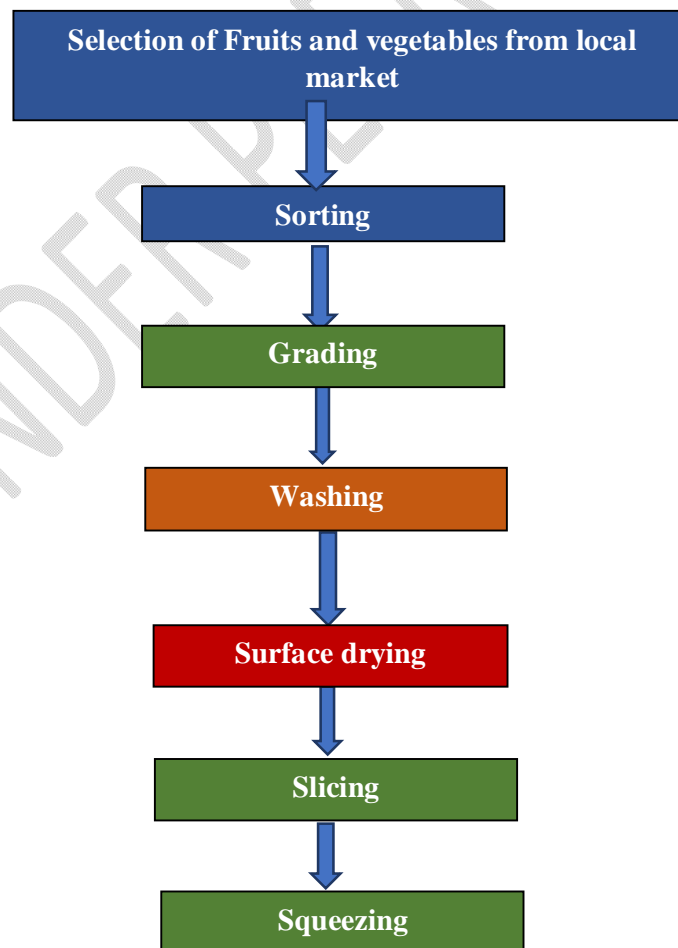 Selection of Fruits and vegetables from local
market
Sorting
Grading
Washing
Surface drying
Slicing
Squeezing